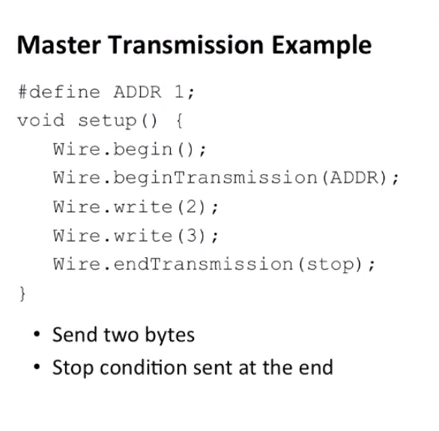 Master Transmission Example
#define ADDR 1;
void setup() {
   Wire.begin();
   Wire.beginTransmission(ADDR);
   Wire.write(2);
   Wire.write(3);
   Wire.endTransmission(stop);
}
• Send two bytes
• Stop condition sent at the end